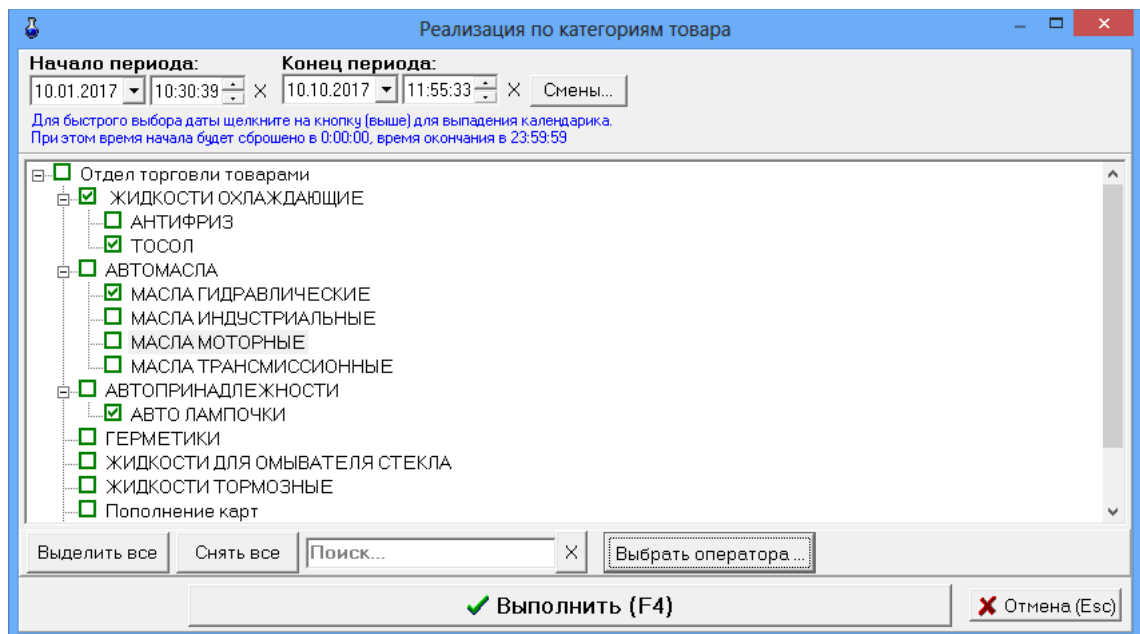 Реализация по категориям товара
Начало периода: Конец периода:
10.01.2017 10:30:39 X 10.10.2017 11:55:33 X Смены...
Для быстрого выбора даты щелкните на кнопку (выше) для выпадения календарика.
При этом время начала будет сброшено в 0:00:00, время окончания в 23:59:59
Отдел торговли товарами
ЖИДКОСТИ ОХЛАЖДАЮЩИЕ
АНТИФРИЗ
ТОСОЛ
АВТОМАСЛА
МАСЛА ГИДРАВЛИЧЕСКИЕ
МАСЛА ИНДУСТРИАЛЬНЫЕ
МАСЛА МОТОРНЫЕ
МАСЛА ТРАНСМИССИОННЫЕ
АВТОПРИНАДЛЕЖНОСТИ
АВТО ЛАМПОЧКИ
ГЕРМЕТИКИ
ЖИДКОСТИ ДЛЯ ОМЫВАТЕЛЯ СТЕКЛА
ЖИДКОСТИ ТОРМОЗНЫЕ
Пополнение карт
Выделить все Снять все Поиск... X Выбрать оператора...
Выполнить (F4) Отмена (Esc)